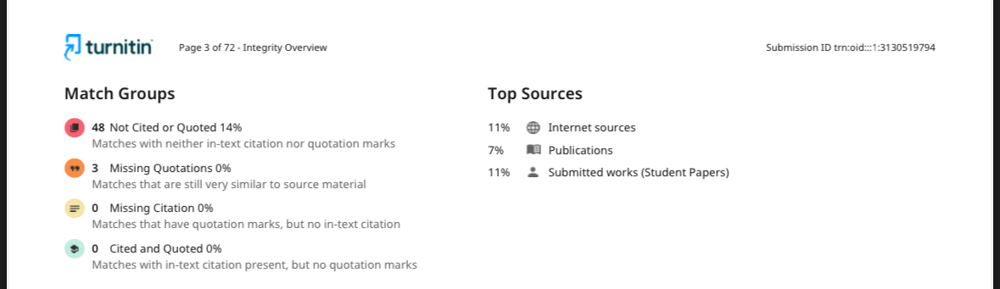 turnitin Page 3 of 72 - Integrity Overview Submission ID trn:oid:::1:3130519794
Match Groups
48 Not Cited or Quoted 14%
Matches with neither in-text citation nor quotation marks
3 Missing Quotations 0%
Matches that are still very similar to source material
0 Missing Citation 0%
Matches that have quotation marks, but no in-text citation
0 Cited and Quoted 0%
Matches with in-text citation present, but no quotation marks
Top Sources
11% Internet sources
7% Publications
11% Submitted works (Student Papers)